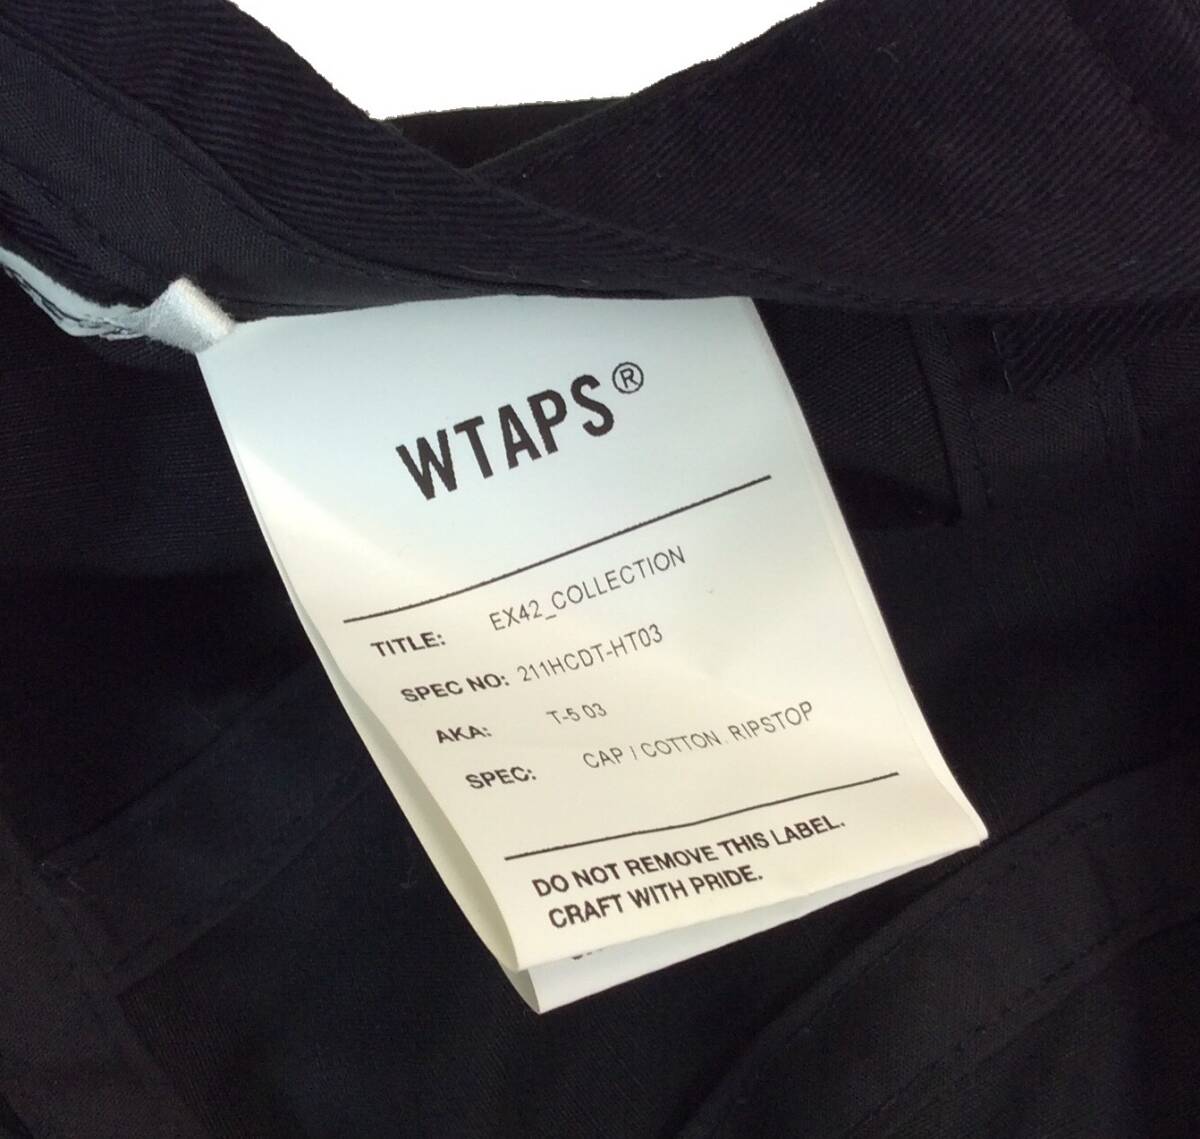 WTAPS®
TITLE: EX42_COLLECTION
SPEC NO: 211HCDT-HT03
AKA: T-5 03
SPEC: CAP / COTTON. RIPSTOP
DO NOT REMOVE THIS LABEL.
CRAFT WITH PRIDE.